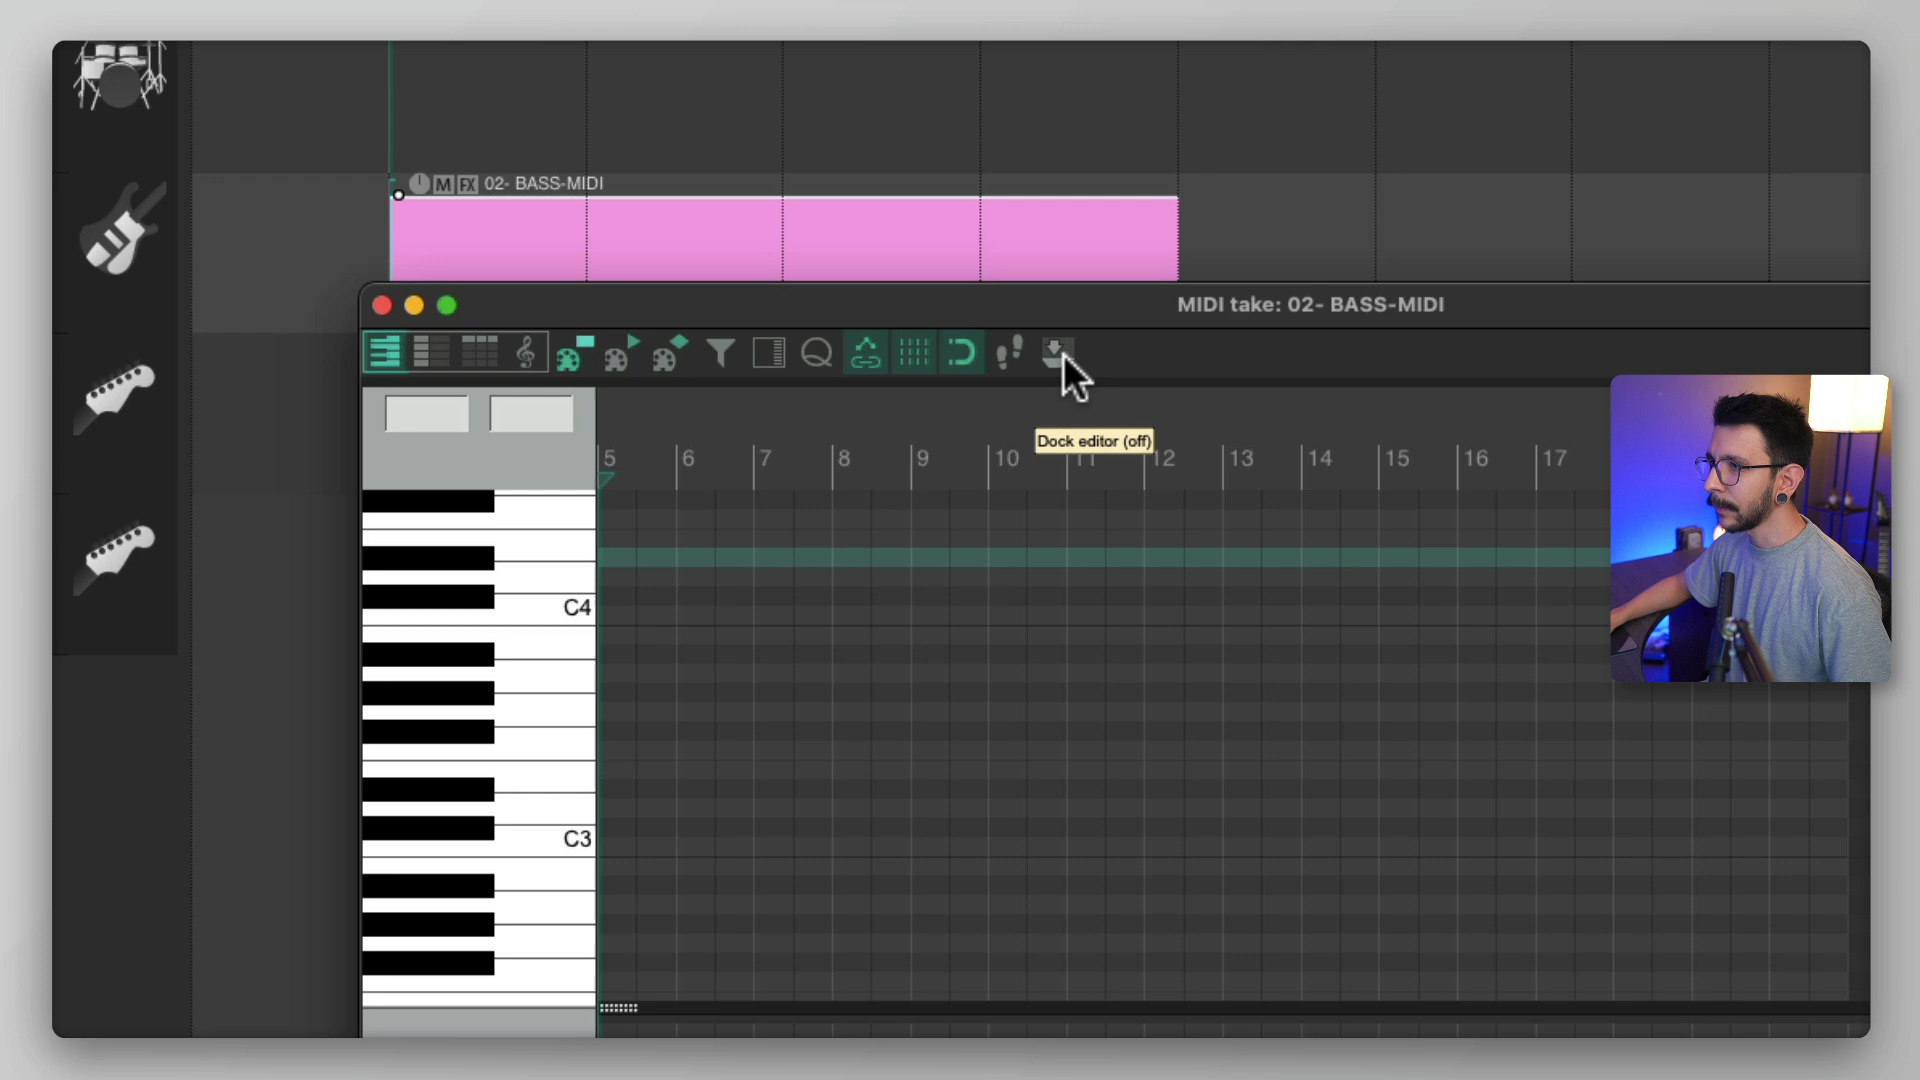 M FX 02- BASS-MIDI
MIDI take: 02- BASS-MIDI
Q
Dock editor (off)
5 6 7 8 9 10 11 12 13 14 15 16 17
C4
C3